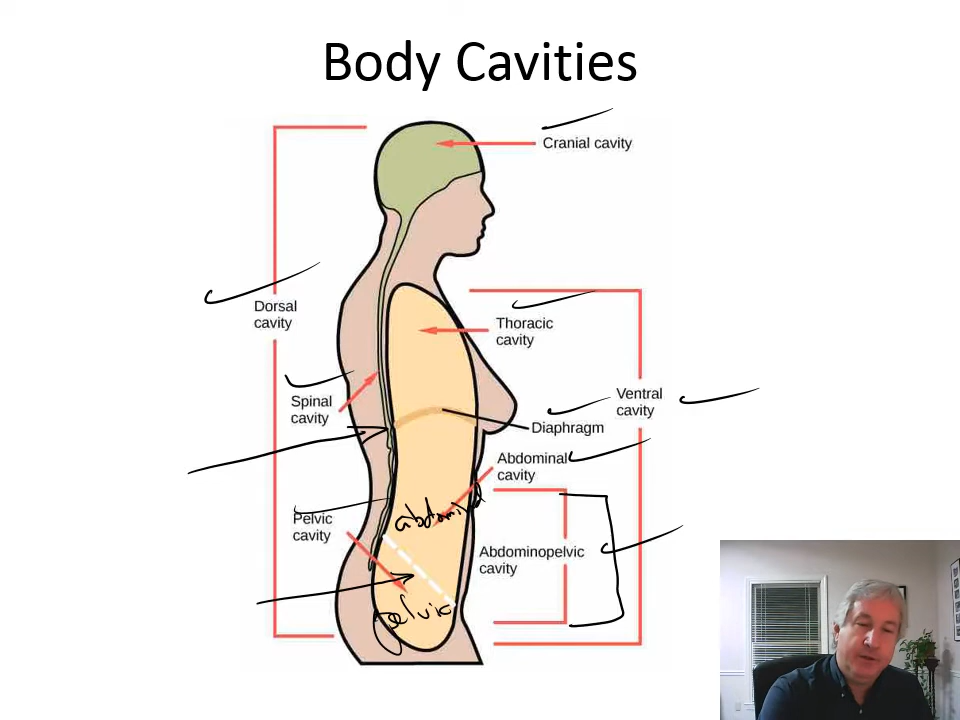 Body Cavities
Cranial cavity
Dorsal
cavity
Thoracic
cavity
Ventral
cavity
Spinal
cavity
Diaphragm
Abdominal
cavity
abdominal
Pelvic
cavity
Abdominopelvic
cavity
pelvic